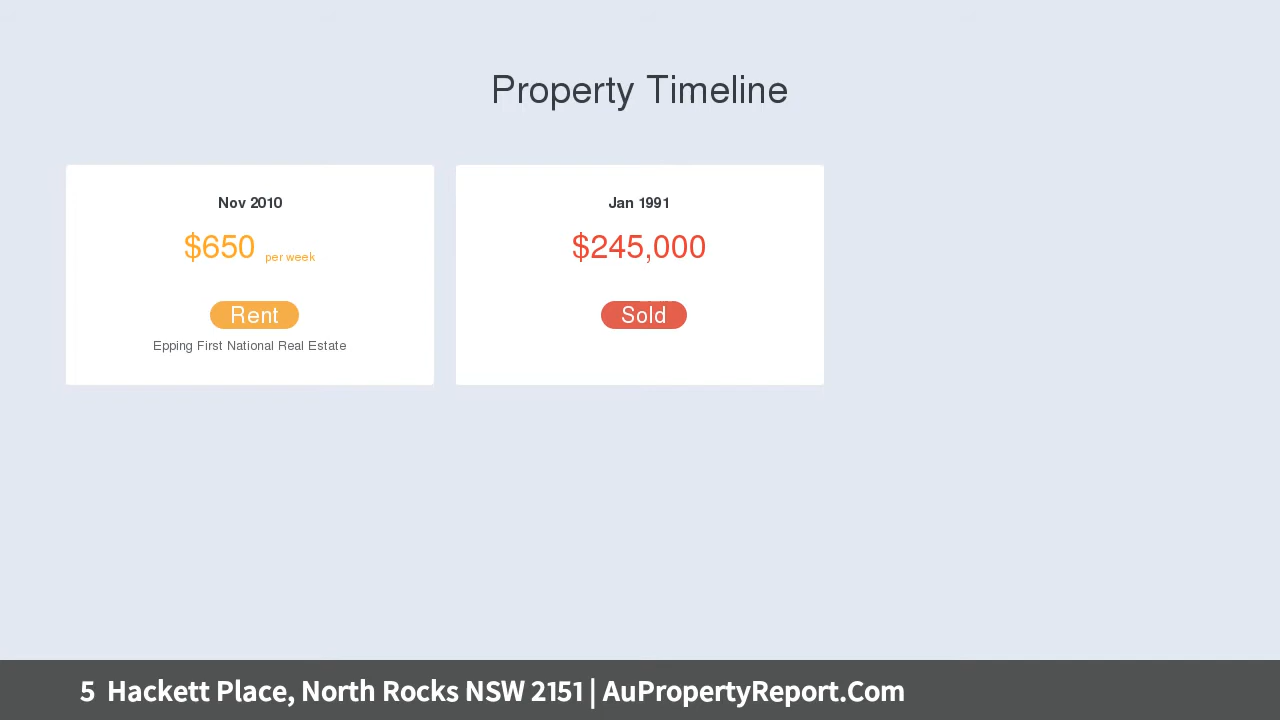 Property Timeline
Nov 2010
$650 per week
Rent
Epping First National Real Estate
Jan 1991
$245,000
Sold
5 Hackett Place, North Rocks NSW 2151 | AuPropertyReport.Com